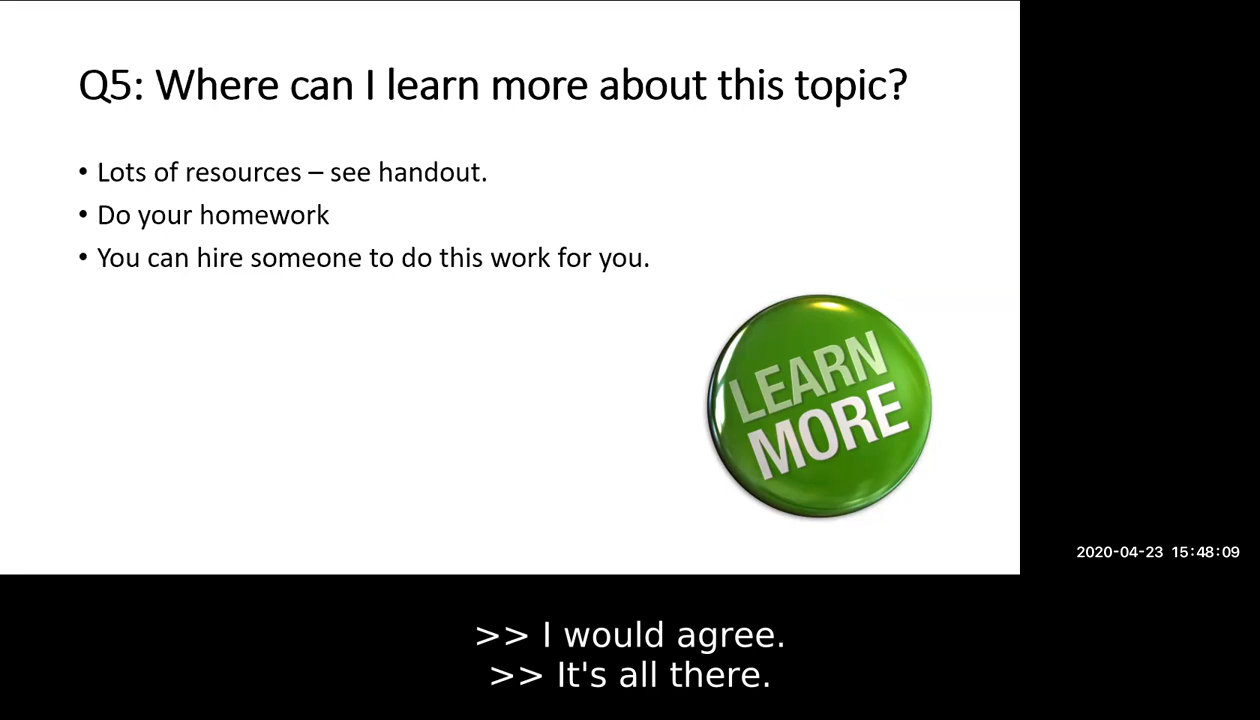 Q5: Where can I learn more about this topic?
• Lots of resources – see handout.
• Do your homework
• You can hire someone to do this work for you.
LEARN
MORE
2020-04-23 15:48:09
>> I would agree.
>> It's all there.